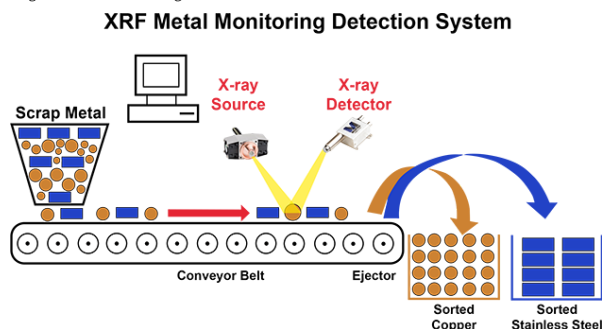 XRF Metal Monitoring Detection System
X-ray
Source
X-ray
Detector
Scrap Metal
Conveyor Belt
Ejector
Sorted
Copper
Sorted
Stainless Steel